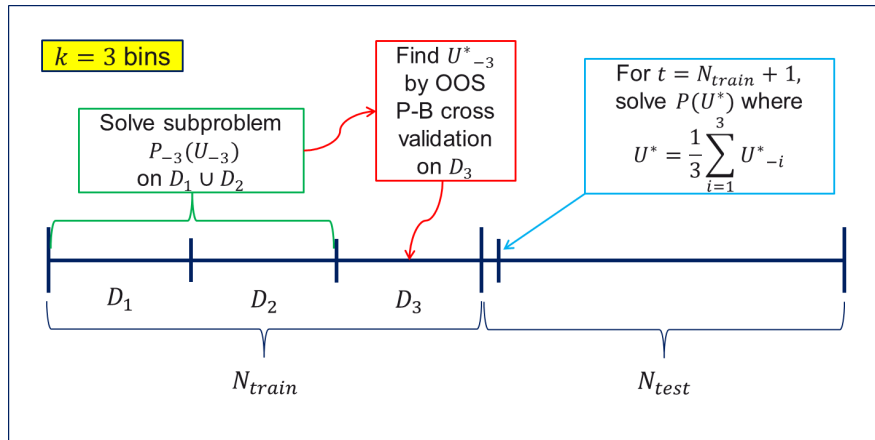 k = 3 bins
Solve subproblem
P₋₃(U₋₃)
on D₁ ∪ D₂
Find U*₋₃
by OOS
P-B cross
validation
on D₃
For t = N_train + 1,
solve P(U*) where
U* = 1/3 ∑_{i=1}^{3} U*₋ᵢ
D₁ D₂ D₃
N_train N_test